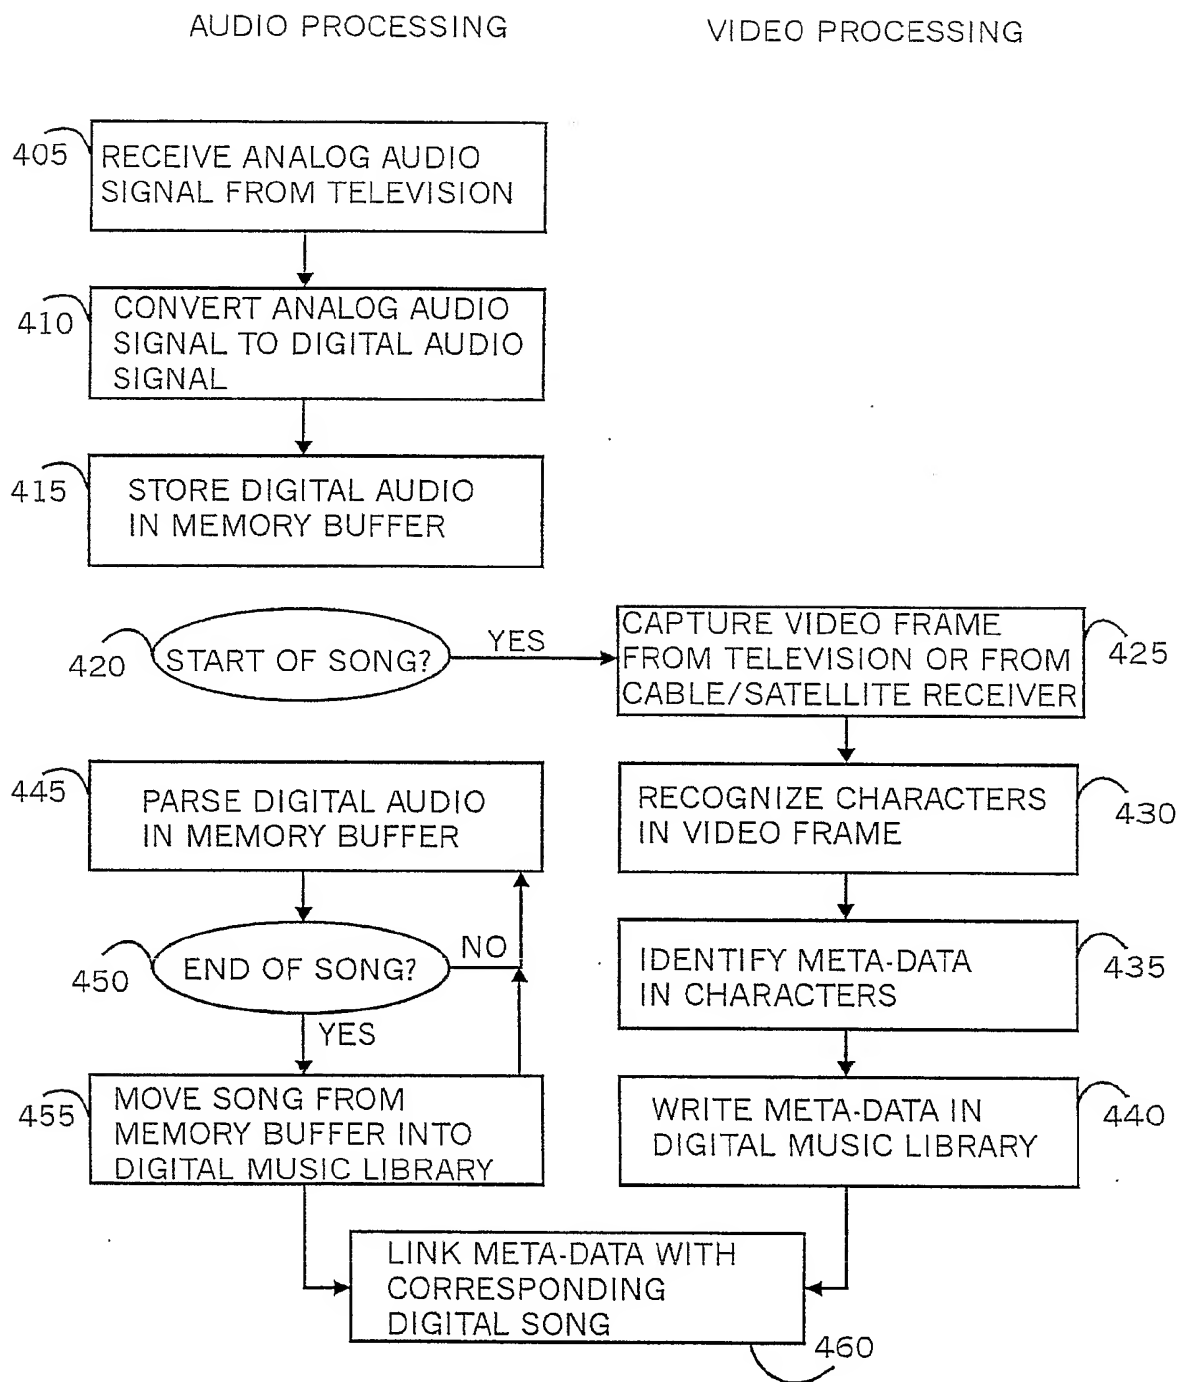 AUDIO PROCESSING
VIDEO PROCESSING
405
RECEIVE ANALOG AUDIO
SIGNAL FROM TELEVISION
410
CONVERT ANALOG AUDIO
SIGNAL TO DIGITAL AUDIO
SIGNAL
415
STORE DIGITAL AUDIO
IN MEMORY BUFFER
420
START OF SONG?
YES
CAPTURE VIDEO FRAME
FROM TELEVISION OR FROM
CABLE/SATELLITE RECEIVER
425
445
PARSE DIGITAL AUDIO
IN MEMORY BUFFER
RECOGNIZE CHARACTERS
IN VIDEO FRAME
430
450
END OF SONG?
NO
YES
IDENTIFY META-DATA
IN CHARACTERS
435
455
MOVE SONG FROM
MEMORY BUFFER INTO
DIGITAL MUSIC LIBRARY
WRITE META-DATA IN
DIGITAL MUSIC LIBRARY
440
LINK META-DATA WITH
CORRESPONDING
DIGITAL SONG
460